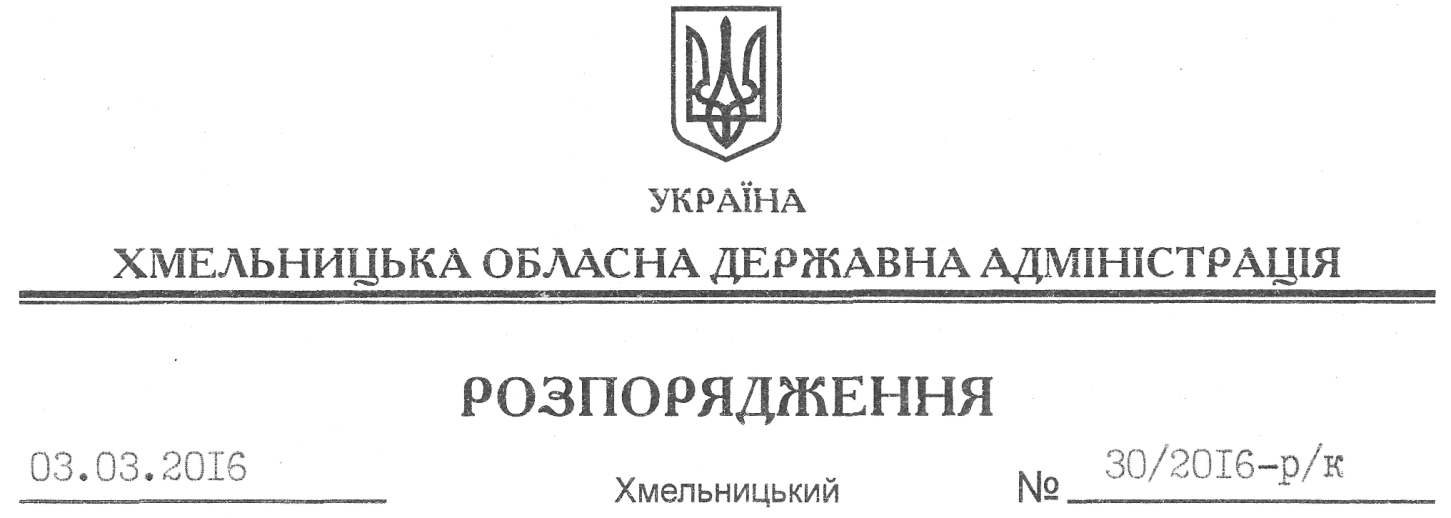 УКРАЇНА
ХМЕЛЬНИЦЬКА ОБЛАСНА ДЕРЖАВНА АДМІНІСТРАЦІЯ
РОЗПОРЯДЖЕННЯ
03.03.2016 Хмельницький № 30/2016-р/к